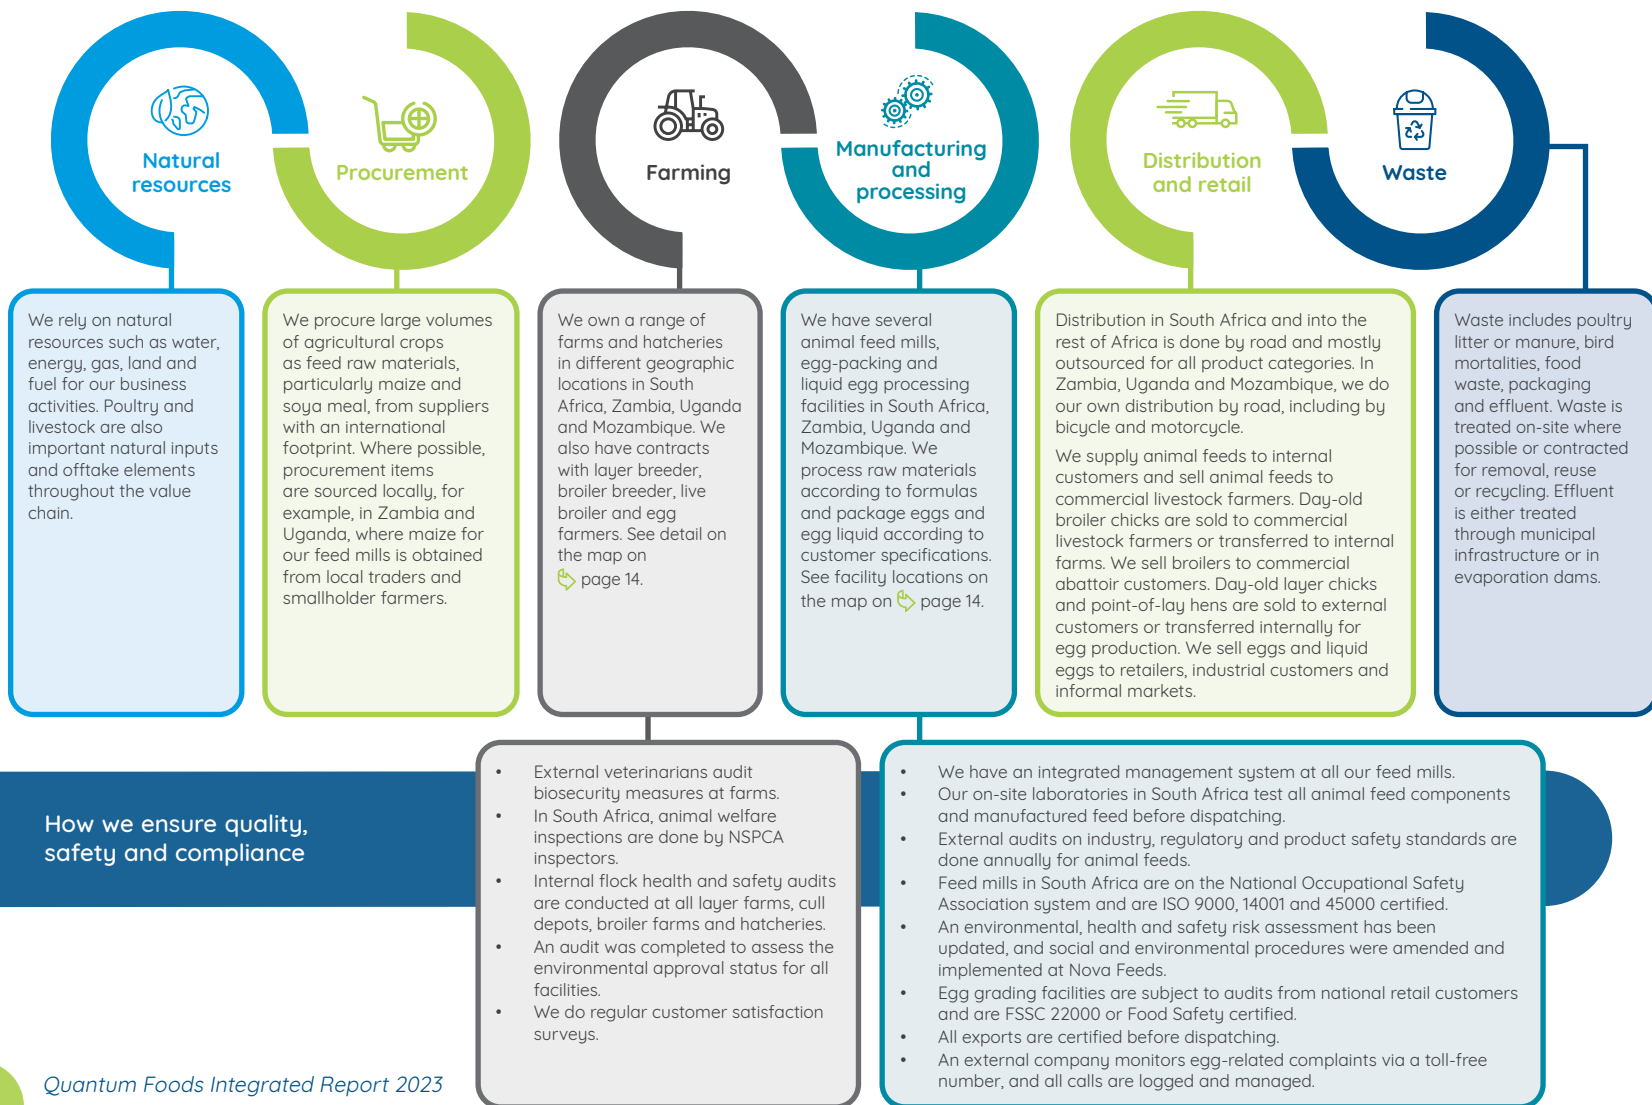 Natural
resources
Procurement
Farming
Manufacturing
and
processing
Distribution
and retail
Waste
We rely on natural
resources such as water,
energy, gas, land and
fuel for our business
activities. Poultry and
livestock are also
important natural inputs
and offtake elements
throughout the value
chain.
We procure large volumes
of agricultural crops
as feed raw materials,
particularly maize and
soya meal, from suppliers
with an international
footprint. Where possible,
procurement items
are sourced locally, for
example, in Zambia and
Uganda, where maize for
our feed mills is obtained
from local traders and
smallholder farmers.
We own a range of
farms and hatcheries
in different geographic
locations in South
Africa, Zambia, Uganda
and Mozambique. We
also have contracts
with layer breeder,
broiler breeder, live
broiler and egg
farmers. See detail on
the map on
page 14.
We have several
animal feed mills,
egg-packing and
liquid egg processing
facilities in South Africa,
Zambia, Uganda and
Mozambique. We
process raw materials
according to formulas
and package eggs and
egg liquid according to
customer specifications.
See facility locations on
the map on page 14.
Distribution in South Africa and into the
rest of Africa is done by road and mostly
outsourced for all product categories. In
Zambia, Uganda and Mozambique, we do
our own distribution by road, including by
bicycle and motorcycle.
We supply animal feeds to internal
customers and sell animal feeds to
commercial livestock farmers. Day-old
broiler chicks are sold to commercial
livestock farmers or transferred to internal
farms. We sell broilers to commercial
abattoir customers. Day-old layer chicks
and point-of-lay hens are sold to external
customers or transferred internally for
egg production. We sell eggs and liquid
eggs to retailers, industrial customers and
informal markets.
Waste includes poultry
litter or manure, bird
mortalities, food
waste, packaging
and effluent. Waste is
treated on-site where
possible or contracted
for removal, reuse
or recycling. Effluent
is either treated
through municipal
infrastructure or in
evaporation dams.
How we ensure quality,
safety and compliance
• External veterinarians audit
biosecurity measures at farms.
• In South Africa, animal welfare
inspections are done by NSPCA
inspectors.
• Internal flock health and safety audits
are conducted at all layer farms, cull
depots, broiler farms and hatcheries.
• An audit was completed to assess the
environmental approval status for all
facilities.
• We do regular customer satisfaction
surveys.
• We have an integrated management system at all our feed mills.
• Our on-site laboratories in South Africa test all animal feed components
and manufactured feed before dispatching.
• External audits on industry, regulatory and product safety standards are
done annually for animal feeds.
• Feed mills in South Africa are on the National Occupational Safety
Association system and are ISO 9000, 14001 and 45000 certified.
• An environmental, health and safety risk assessment has been
updated, and social and environmental procedures were amended and
implemented at Nova Feeds.
• Egg grading facilities are subject to audits from national retail customers
and are FSSC 22000 or Food Safety certified.
• All exports are certified before dispatching.
• An external company monitors egg-related complaints via a toll-free
number, and all calls are logged and managed.
Quantum Foods Integrated Report 2023